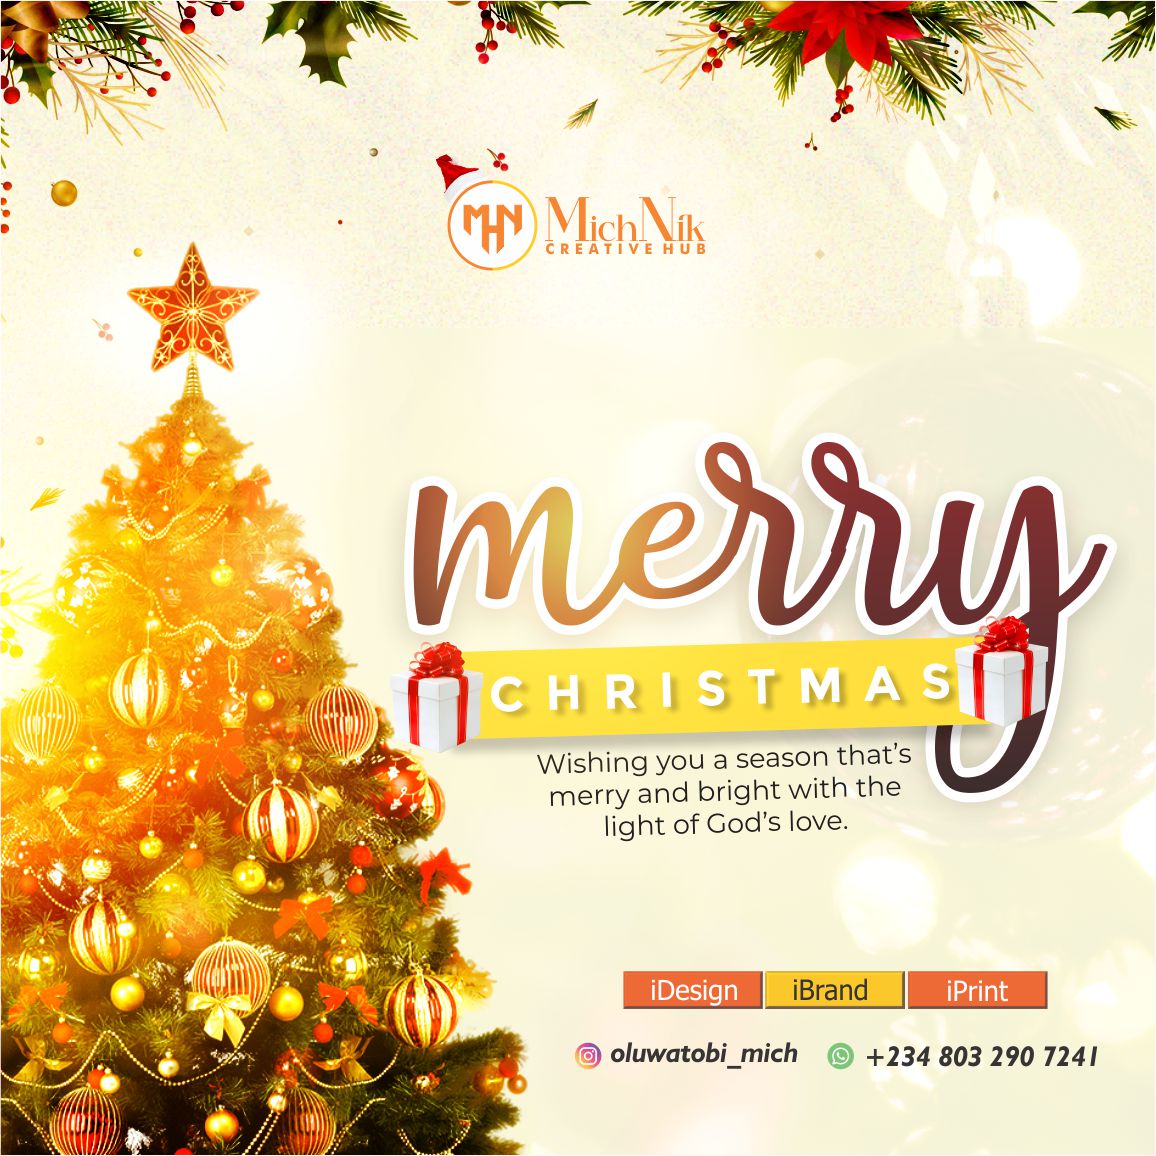 MHN
MichNik
CREATIVE HUB
merry
CHRISTMAS
Wishing you a season that's
merry and bright with the
light of God's love.
iDesign iBrand iPrint
oluwatobi_mich +234 803 290 7241